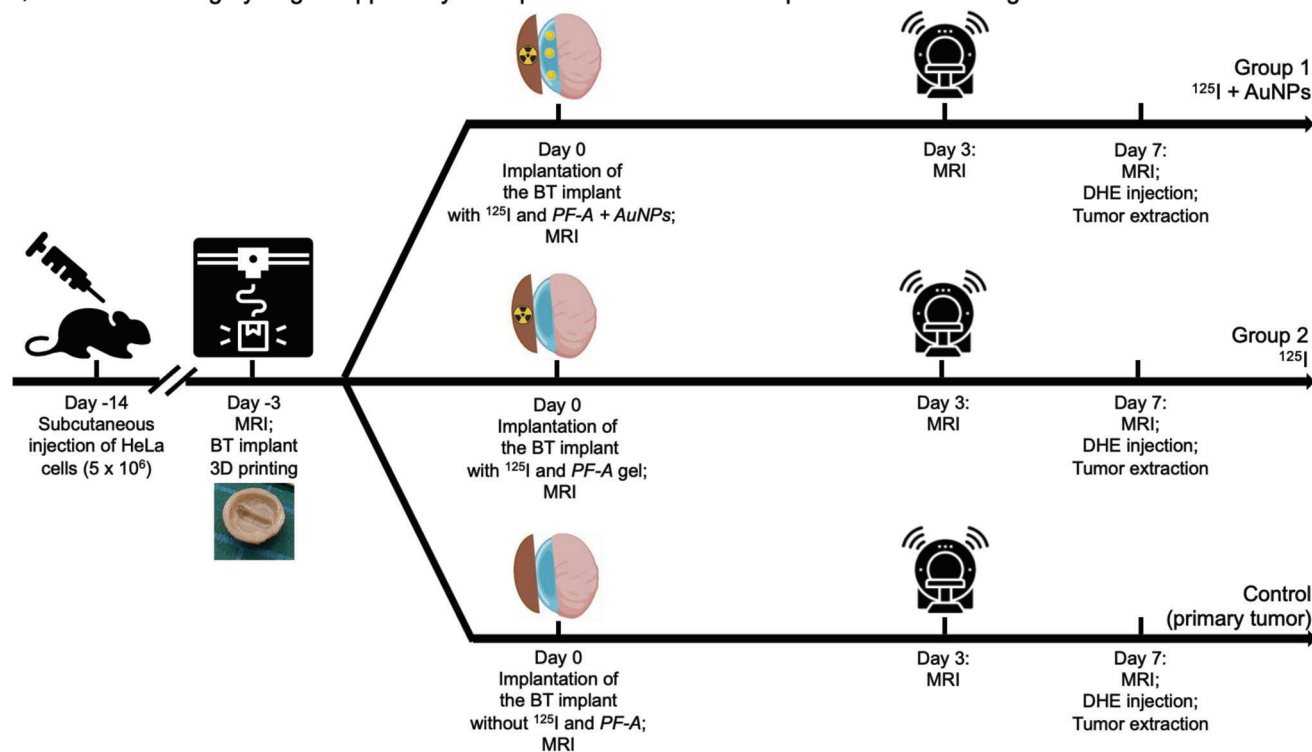 Group 1
¹²⁵I + AuNPs
Day 0
Implantation of
the BT implant
with ¹²⁵I and PF-A + AuNPs;
MRI
Day 3:
MRI
Day 7:
MRI;
DHE injection;
Tumor extraction
Day -14
Subcutaneous
injection of HeLa
cells (5 x 10⁶)
Day -3
MRI;
BT implant
3D printing
Group 2
¹²⁵I
Day 0
Implantation of
the BT implant
with ¹²⁵I and PF-A gel;
MRI
Day 3:
MRI
Day 7:
MRI;
DHE injection;
Tumor extraction
Control
(primary tumor)
Day 0
Implantation of
the BT implant
without ¹²⁵I and PF-A;
MRI
Day 3:
MRI
Day 7:
MRI;
DHE injection;
Tumor extraction